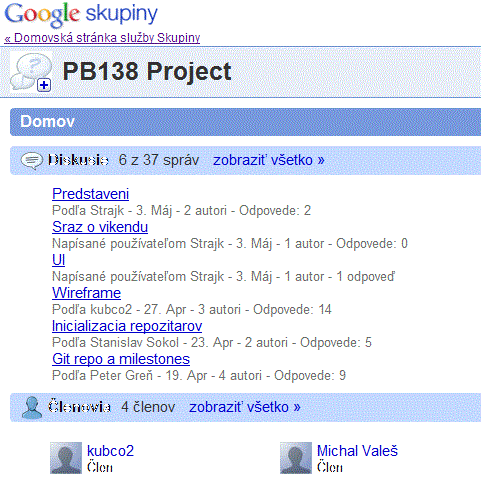 Google skupiny
« Domovská stránka služby Skupiny
PB138 Project
Domov
Diskusie 6 z 37 správ zobraziť všetko »
Predstaveni
Podľa Strajk - 3. Máj - 2 autori - Odpovede: 2
Sraz o vikendu
Napísané používateľom Strajk - 3. Máj - 1 autor - Odpovede: 0
UI
Napísané používateľom Strajk - 3. Máj - 1 autor - 1 odpoveď
Wireframe
Podľa kubco2 - 27. Apr - 3 autori - Odpovede: 14
Inicializacia repozitarov
Podľa Stanislav Sokol - 23. Apr - 2 autori - Odpovede: 5
Git repo a milestones
Podľa Peter Greň - 19. Apr - 4 autori - Odpovede: 9
Členovia 4 členov zobraziť všetko »
kubco2 Michal Valeš
Člen Člen